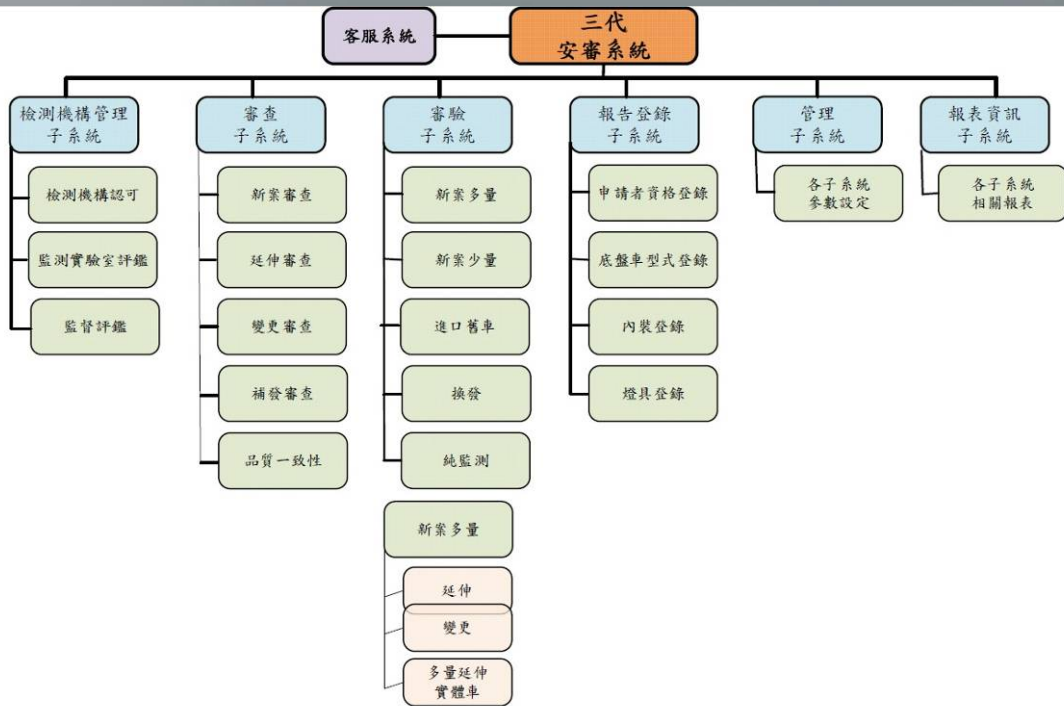 客服系統
三代
安審系統
檢測機構管理
子系統
檢測機構認可
監測實驗室評鑑
監督評鑑
審查
子系統
新案審查
延伸審查
變更審查
補發審查
品質一致性
審驗
子系統
新案多量
新案少量
進口舊車
換發
純監測
新案多量
延伸
變更
多量延伸
實體車
報告登錄
子系統
申請者資格登錄
底盤車型式登錄
內裝登錄
燈具登錄
管理
子系統
各子系統
參數設定
報表資訊
子系統
各子系統
相關報表